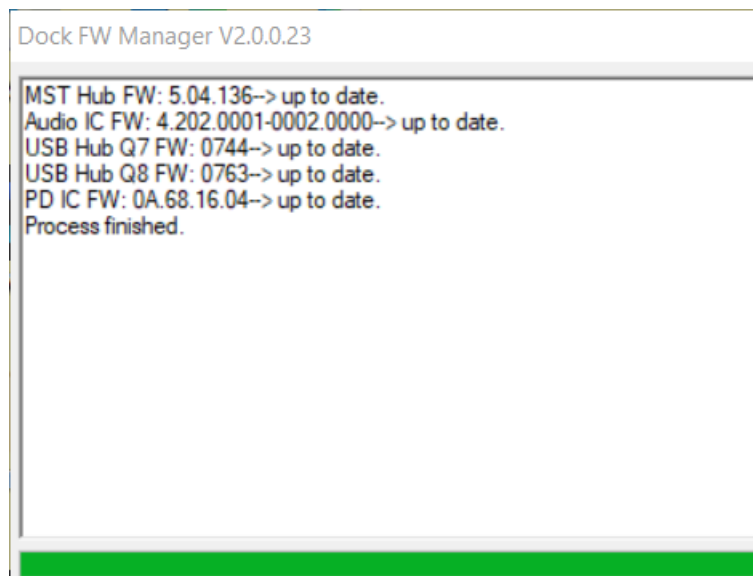 Dock FW Manager V2.0.0.23
MST Hub FW: 5.04.136--> up to date.
Audio IC FW: 4.202.0001-0002.0000--> up to date.
USB Hub Q7 FW: 0744--> up to date.
USB Hub Q8 FW: 0763--> up to date.
PD IC FW: 0A.68.16.04--> up to date.
Process finished.